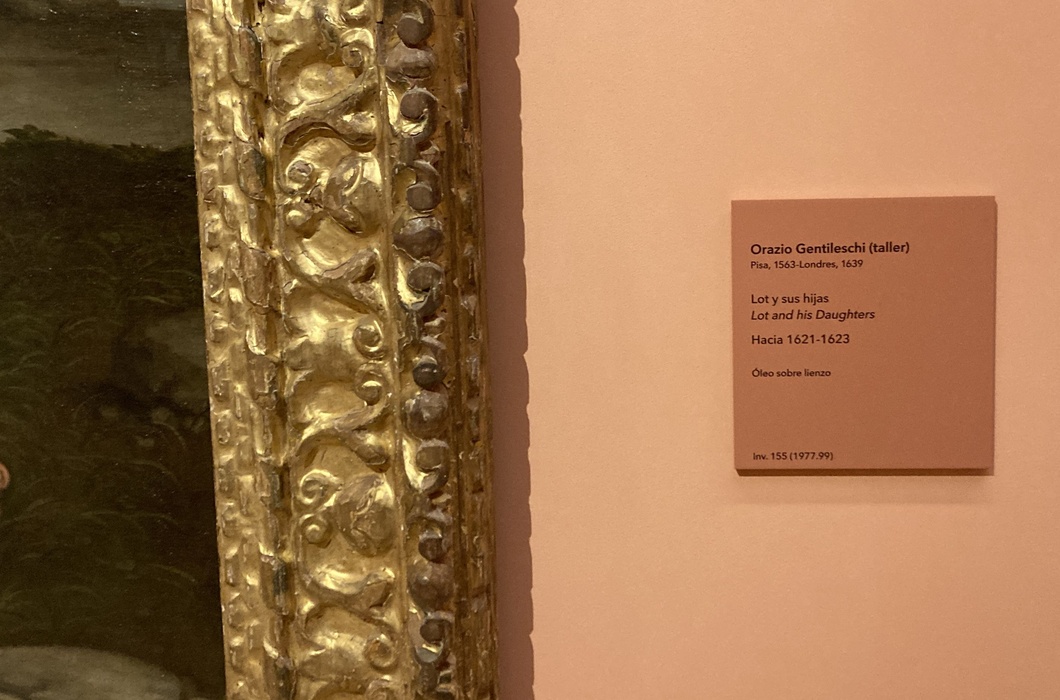 Orazio Gentileschi (taller)
Pisa, 1563-Londres, 1639
Lot y sus hijas
Lot and his Daughters
Hacia 1621-1623
Óleo sobre lienzo
Inv. 155 (1977.99)